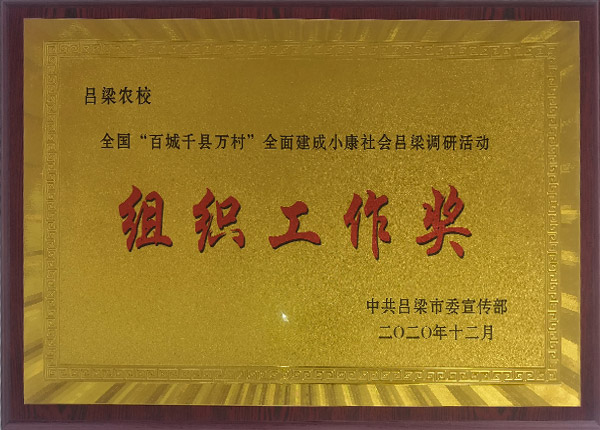 吕梁农校
全国“百城千县万村”全面建成小康社会吕梁调研活动
组织工作奖
中共吕梁市委宣传部
二〇二〇年十二月